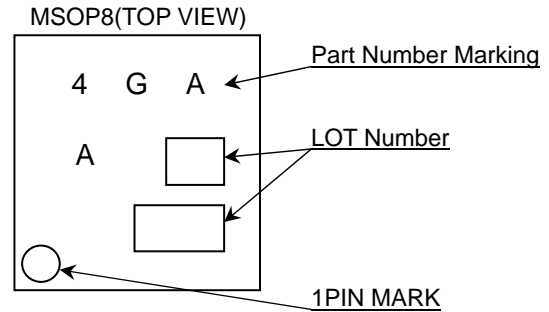 MSOP8(TOP VIEW)
Part Number Marking
4 G A
LOT Number
A
1PIN MARK